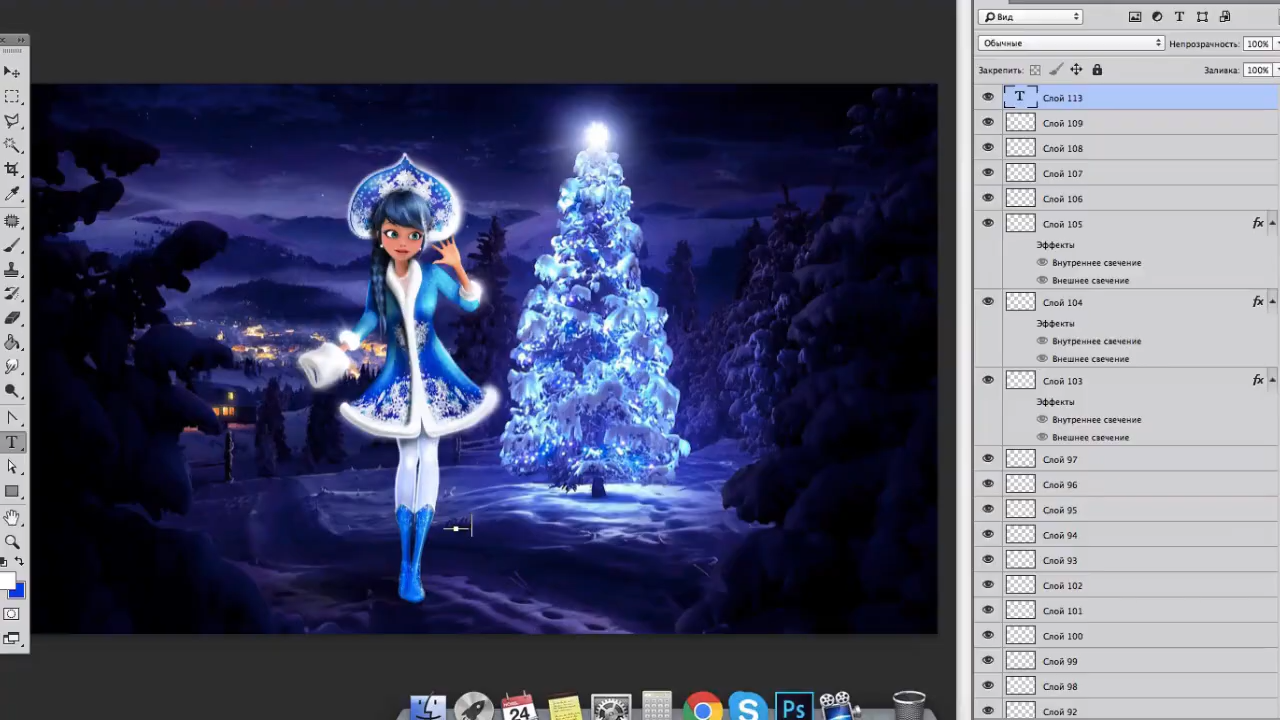 Вид
Обычные
Непрозрачность: 100%
Закрепить:
Заливка: 100%
T Слой 113
Слой 109
Слой 108
Слой 107
Слой 106
Слой 105 fx
Эффекты
Внутреннее свечение
Внешнее свечение
Слой 104 fx
Эффекты
Внутреннее свечение
Внешнее свечение
Слой 103 fx
Эффекты
Внутреннее свечение
Внешнее свечение
Слой 97
Слой 96
Слой 95
Слой 94
Слой 93
Слой 102
Слой 101
Слой 100
Слой 99
Слой 98
Слой 92
24
S
Ps